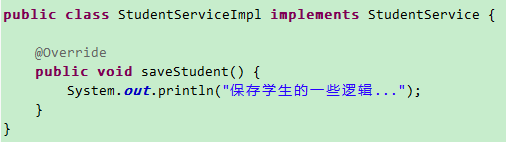 public class StudentServiceImpl implements StudentService {
@Override
public void saveStudent() {
System.out.println("保存学生的一些逻辑...");
}
}